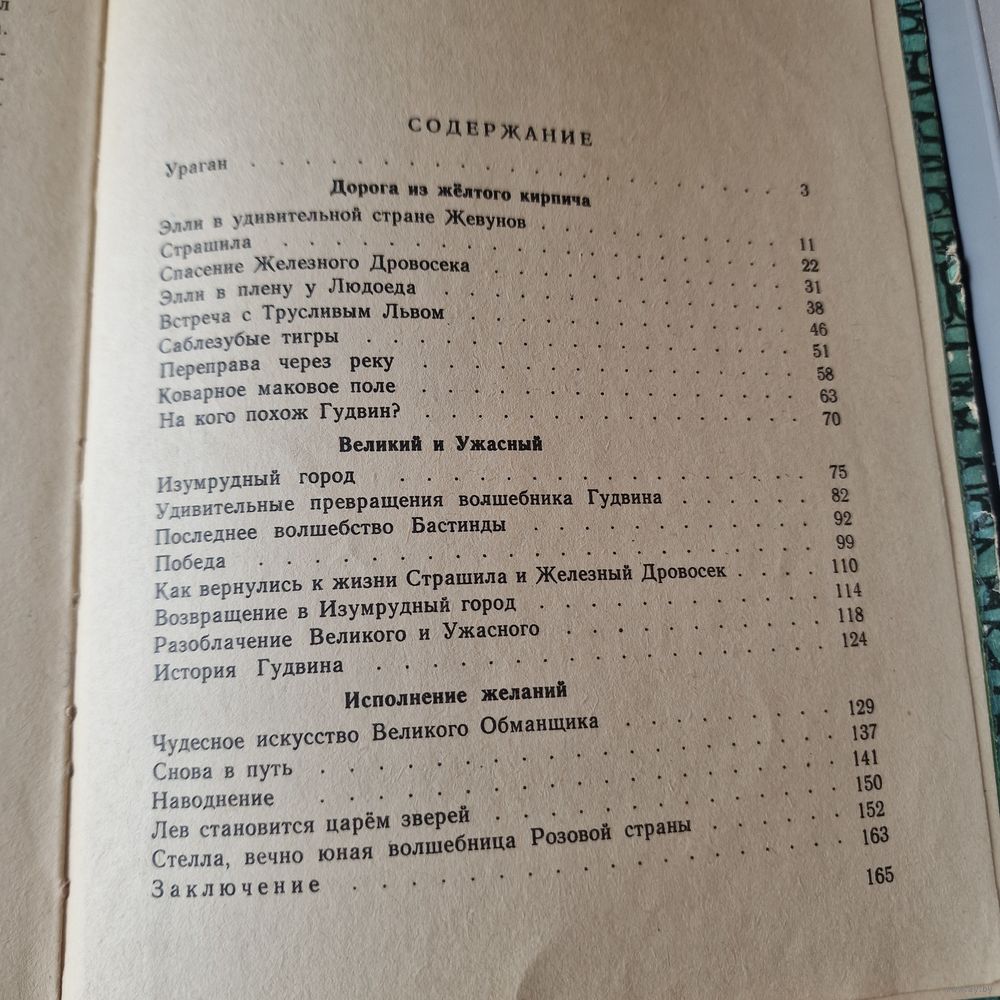 СОДЕРЖАНИЕ
Ураган . . . . . . . . . . . . . . . . . . 3
Дорога из жёлтого кирпича
Элли в удивительной стране Жевунов . . . . . . . 11
Страшила . . . . . . . . . . . . . . . . 22
Спасение Железного Дровосека . . . . . . . . . 31
Элли в плену у Людоеда . . . . . . . . . . . 38
Встреча с Трусливым Львом . . . . . . . . . . 46
Саблезубые тигры . . . . . . . . . . . . . 51
Переправа через реку . . . . . . . . . . . . 58
Коварное маковое поле . . . . . . . . . . . 63
На кого похож Гудвин? . . . . . . . . . . . 70
Великий и Ужасный
Изумрудный город . . . . . . . . . . . . . 75
Удивительные превращения волшебника Гудвина . . . . 82
Последнее волшебство Бастинды . . . . . . . . 92
Победа . . . . . . . . . . . . . . . . . 99
Как вернулись к жизни Страшила и Железный Дровосек . . . . 110
Возвращение в Изумрудный город . . . . . . . . 114
Разоблачение Великого и Ужасного . . . . . . . 118
История Гудвина . . . . . . . . . . . . . 124
Исполнение желаний
Чудесное искусство Великого Обманщика . . . . . . 129
Снова в путь . . . . . . . . . . . . . . . 137
Наводнение . . . . . . . . . . . . . . . 141
Лев становится царём зверей . . . . . . . . . 150
Стелла, вечно юная волшебница Розовой страны . . . . 152
Заключение . . . . . . . . . . . . . . . 163
165